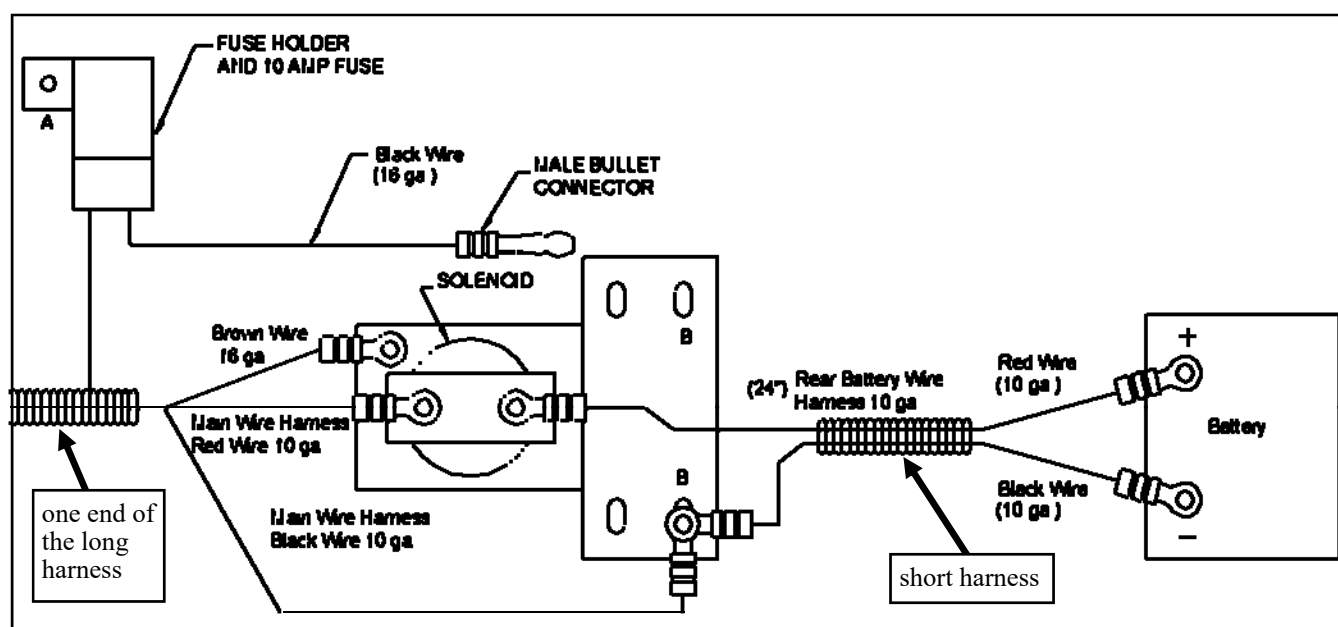 FUSE HOLDER
AND 10 AMP FUSE
A
Black Wire
(16 ga )
MALE BULLET
CONNECTOR
SOLENOID
Brown Wire
16 ga
B
Main Wire Harness
Red Wire 10 ga
(24") Rear Battery Wire
Harness 10 ga
Red Wire
(10 ga )
+
Battery
B
Black Wire
(10 ga )
−
Main Wire Harness
Black Wire 10 ga
one end of
the long
harness
short harness